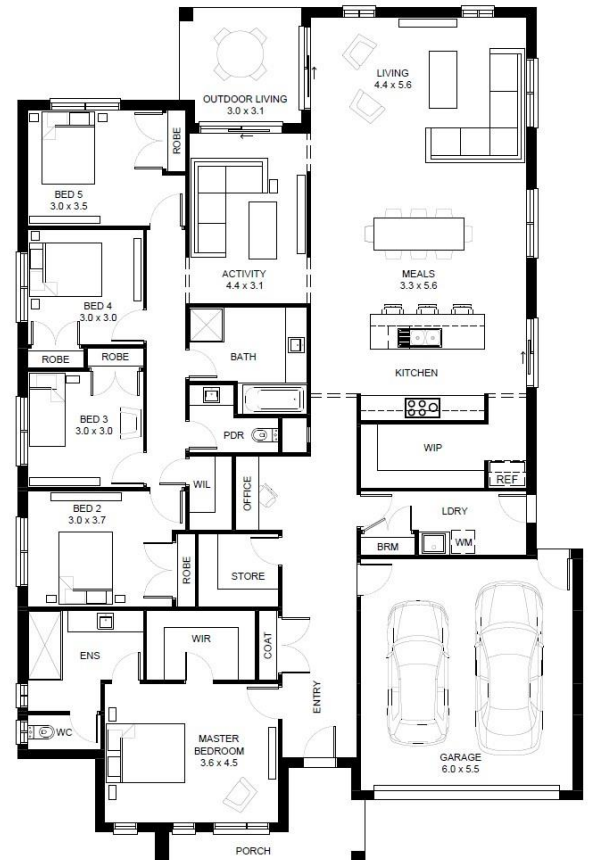 LIVING
4.4 x 5.6
OUTDOOR LIVING
3.0 x 3.1
ROBE
BED 5
3.0 x 3.5
ACTIVITY
4.4 x 3.1
MEALS
3.3 x 5.6
BED 4
3.0 x 3.0
ROBE
ROBE
BATH
KITCHEN
BED 3
3.0 x 3.0
PDR
WIP
REF
WIL
OFFICE
BED 2
3.0 x 3.7
LDRY
BRM
WM
ROBE
STORE
ENS
WIR
COAT
WC
ENTRY
MASTER
BEDROOM
3.6 x 4.5
GARAGE
6.0 x 5.5
PORCH